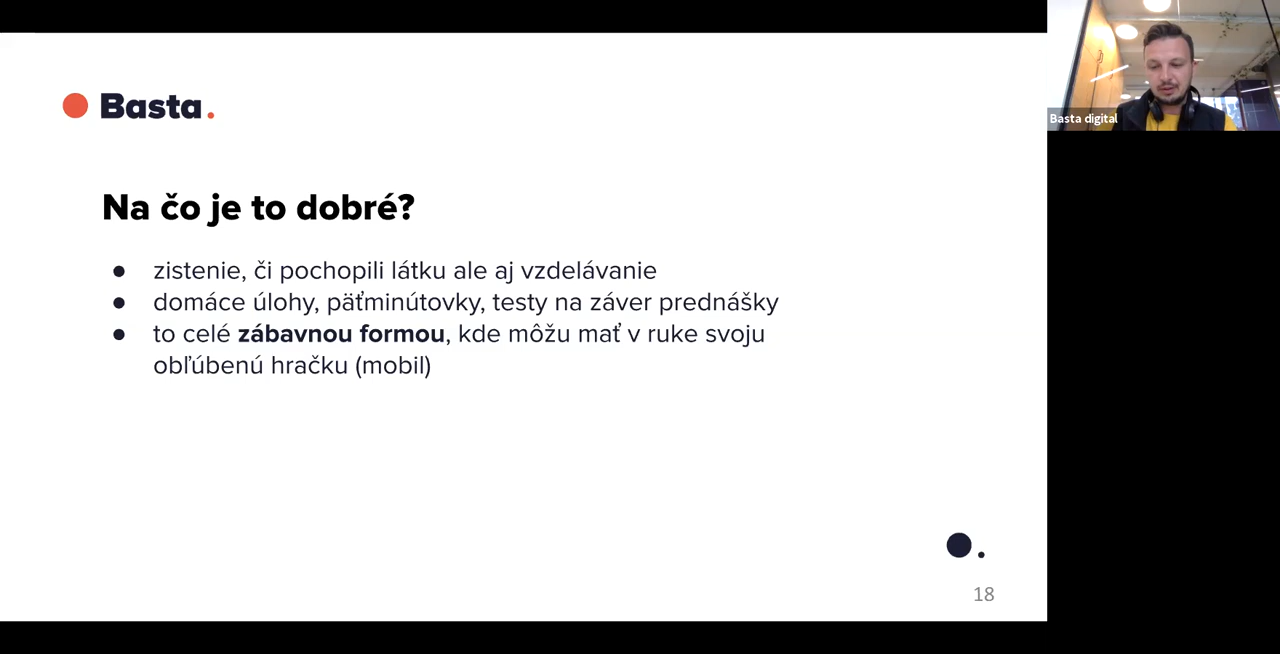 Basta.
Na čo je to dobré?
● zistenie, či pochopili látku ale aj vzdelávanie
● domáce úlohy, päťminútovky, testy na záver prednášky
● to celé zábavnou formou, kde môžu mať v ruke svoju
obľúbenú hračku (mobil)
18
Basta digital